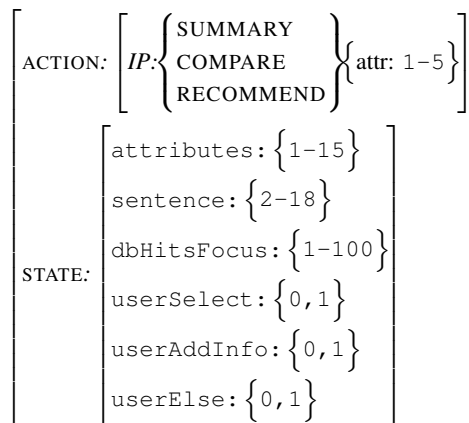 SUMMARY
ACTION: IP: COMPARE attr: 1-5
RECOMMEND
attributes: {1-15}
sentence: {2-18}
dbHitsFocus: {1-100}
STATE:
userSelect: {0,1}
userAddInfo: {0,1}
userElse: {0,1}